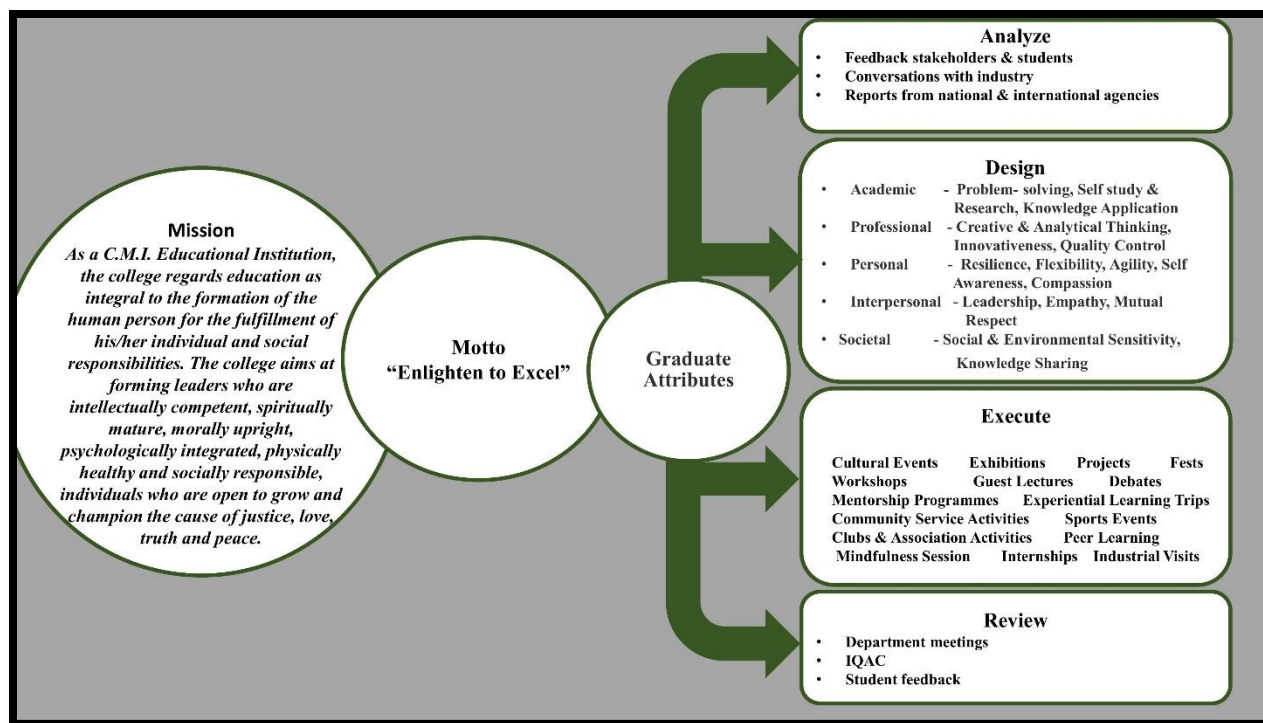 Mission
As a C.M.I. Educational Institution,
the college regards education as
integral to the formation of the
human person for the fulfillment of
his/her individual and social
responsibilities. The college aims at
forming leaders who are
intellectually competent, spiritually
mature, morally upright,
psychologically integrated, physically
healthy and socially responsible,
individuals who are open to grow and
champion the cause of justice, love,
truth and peace.
Motto
“Enlighten to Excel”
Graduate
Attributes
Analyze
• Feedback stakeholders & students
• Conversations with industry
• Reports from national & international agencies
Design
• Academic - Problem- solving, Self study &
Research, Knowledge Application
• Professional - Creative & Analytical Thinking,
Innovativeness, Quality Control
• Personal - Resilience, Flexibility, Agility, Self
Awareness, Compassion
• Interpersonal - Leadership, Empathy, Mutual
Respect
• Societal - Social & Environmental Sensitivity,
Knowledge Sharing
Execute
Cultural Events Exhibitions Projects Fests
Workshops Guest Lectures Debates
Mentorship Programmes Experiential Learning Trips
Community Service Activities Sports Events
Clubs & Association Activities Peer Learning
Mindfulness Session Internships Industrial Visits
Review
• Department meetings
• IQAC
• Student feedback